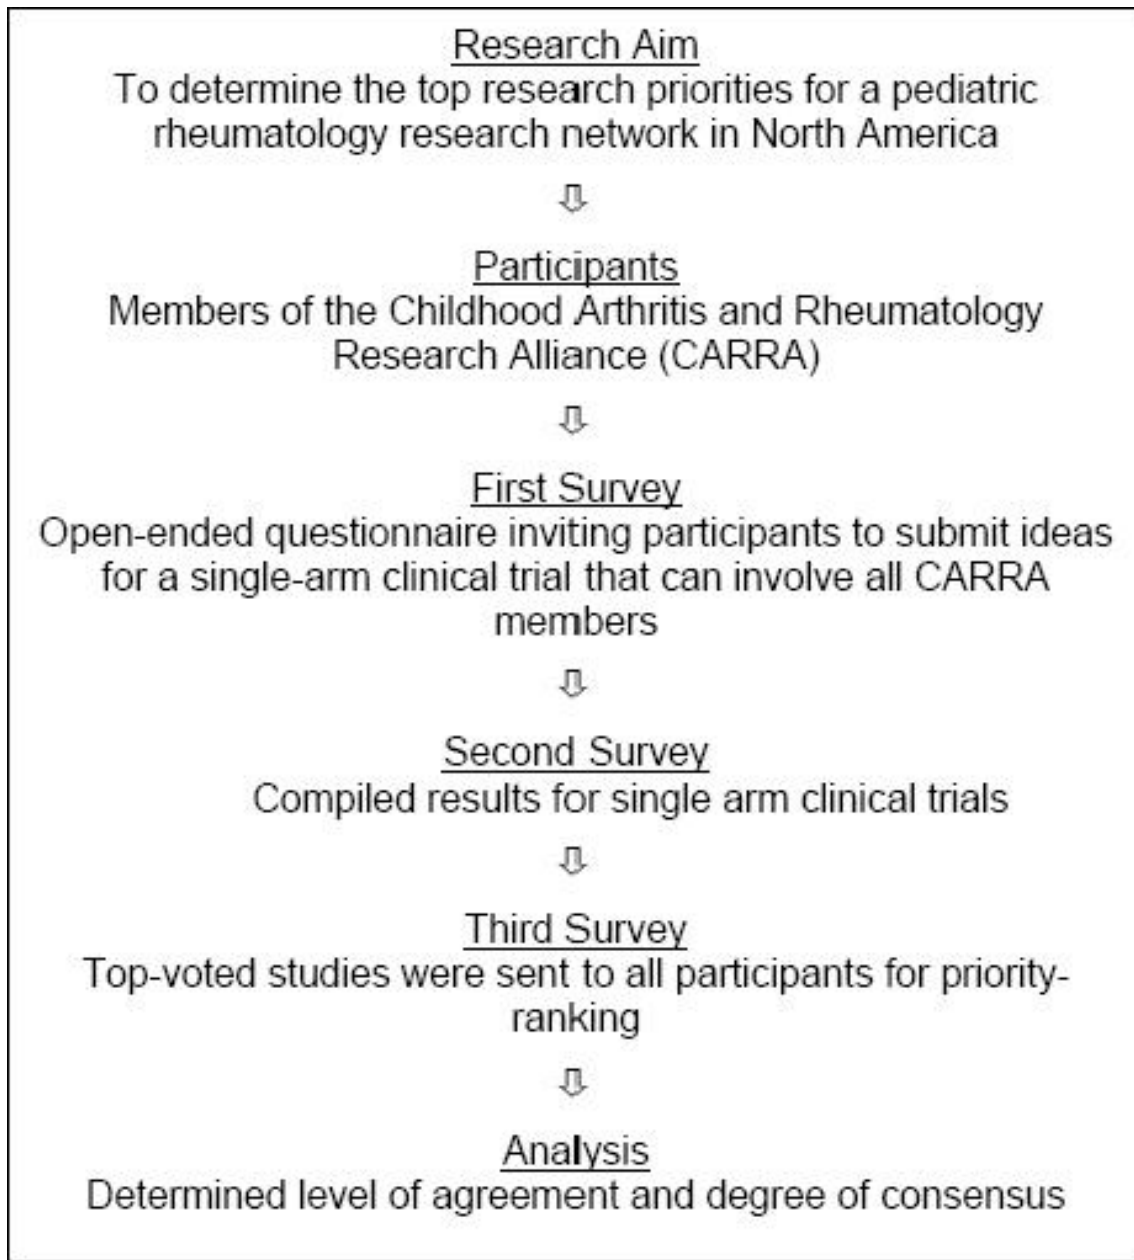 Research Aim
To determine the top research priorities for a pediatric
rheumatology research network in North America
Participants
Members of the Childhood Arthritis and Rheumatology
Research Alliance (CARRA)
First Survey
Open-ended questionnaire inviting participants to submit ideas
for a single-arm clinical trial that can involve all CARRA
members
Second Survey
Compiled results for single arm clinical trials
Third Survey
Top-voted studies were sent to all participants for priority-
ranking
Analysis
Determined level of agreement and degree of consensus